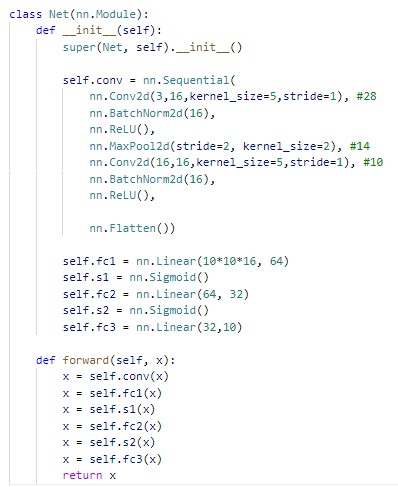 class Net(nn.Module):
    def __init__(self):
        super(Net, self).__init__()

        self.conv = nn.Sequential(
            nn.Conv2d(3,16,kernel_size=5,stride=1), #28
            nn.BatchNorm2d(16),
            nn.ReLU(),
            nn.MaxPool2d(stride=2, kernel_size=2), #14
            nn.Conv2d(16,16,kernel_size=5,stride=1), #10
            nn.BatchNorm2d(16),
            nn.ReLU(),

            nn.Flatten())

        self.fc1 = nn.Linear(10*10*16, 64)
        self.s1 = nn.Sigmoid()
        self.fc2 = nn.Linear(64, 32)
        self.s2 = nn.Sigmoid()
        self.fc3 = nn.Linear(32,10)

    def forward(self, x):
        x = self.conv(x)
        x = self.fc1(x)
        x = self.s1(x)
        x = self.fc2(x)
        x = self.s2(x)
        x = self.fc3(x)
        return x